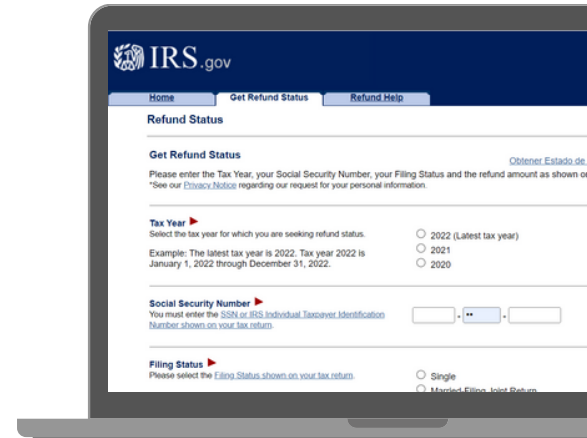 IRS.gov
Home Get Refund Status Refund Help
Refund Status
Get Refund Status
Obtener Estado de
Please enter the Tax Year, your Social Security Number, your Filing Status and the refund amount as shown on
*See our Privacy Notice regarding our request for your personal information.
Tax Year
Select the tax year for which you are seeking refund status.
Example: The latest tax year is 2022. Tax year 2022 is
January 1, 2022 through December 31, 2022.
2022 (Latest tax year)
2021
2020
Social Security Number
You must enter the SSN or IRS Individual Taxpayer Identification
Number shown on your tax return.
- •• -
Filing Status
Please select the Filing Status shown on your tax return.
Single
Married-Filing Joint Return